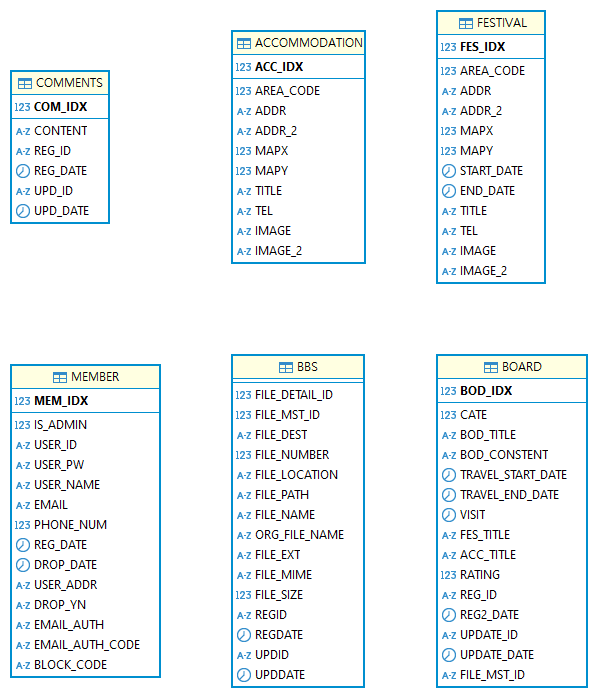 COMMENTS
123 COM_IDX
A-Z CONTENT
A-Z REG_ID
REG_DATE
A-Z UPD_ID
UPD_DATE
ACCOMMODATION
123 ACC_IDX
123 AREA_CODE
A-Z ADDR
A-Z ADDR_2
123 MAPX
123 MAPY
A-Z TITLE
A-Z TEL
A-Z IMAGE
A-Z IMAGE_2
FESTIVAL
123 FES_IDX
123 AREA_CODE
A-Z ADDR
A-Z ADDR_2
123 MAPX
123 MAPY
START_DATE
END_DATE
A-Z TITLE
A-Z TEL
A-Z IMAGE
A-Z IMAGE_2
MEMBER
123 MEM_IDX
123 IS_ADMIN
A-Z USER_ID
A-Z USER_PW
A-Z USER_NAME
A-Z EMAIL
123 PHONE_NUM
REG_DATE
DROP_DATE
A-Z USER_ADDR
A-Z DROP_YN
A-Z EMAIL_AUTH
A-Z EMAIL_AUTH_CODE
A-Z BLOCK_CODE
BBS
123 FILE_DETAIL_ID
123 FILE_MST_ID
A-Z FILE_DEST
123 FILE_NUMBER
A-Z FILE_LOCATION
A-Z FILE_PATH
A-Z FILE_NAME
A-Z ORG_FILE_NAME
A-Z FILE_EXT
A-Z FILE_MIME
123 FILE_SIZE
A-Z REGID
REGDATE
A-Z UPDID
UPDDATE
BOARD
123 BOD_IDX
123 CATE
A-Z BOD_TITLE
A-Z BOD_CONSTENT
TRAVEL_START_DATE
TRAVEL_END_DATE
VISIT
A-Z FES_TITLE
A-Z ACC_TITLE
123 RATING
A-Z REG_ID
REG2_DATE
A-Z UPDATE_ID
UPDATE_DATE
A-Z FILE_MST_ID